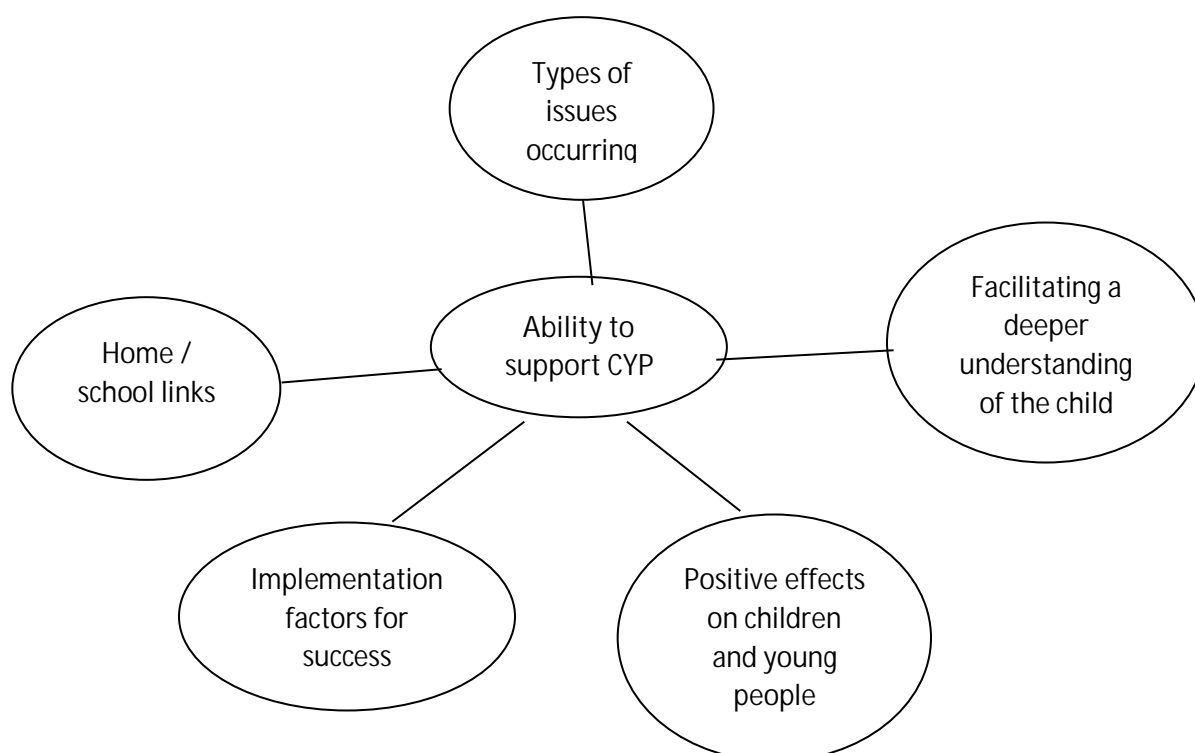 Types of
issues
occurring
Facilitating a
deeper
understanding
of the child
Ability to
support CYP
Home /
school links
Implementation
factors for
success
Positive effects
on children
and young
people